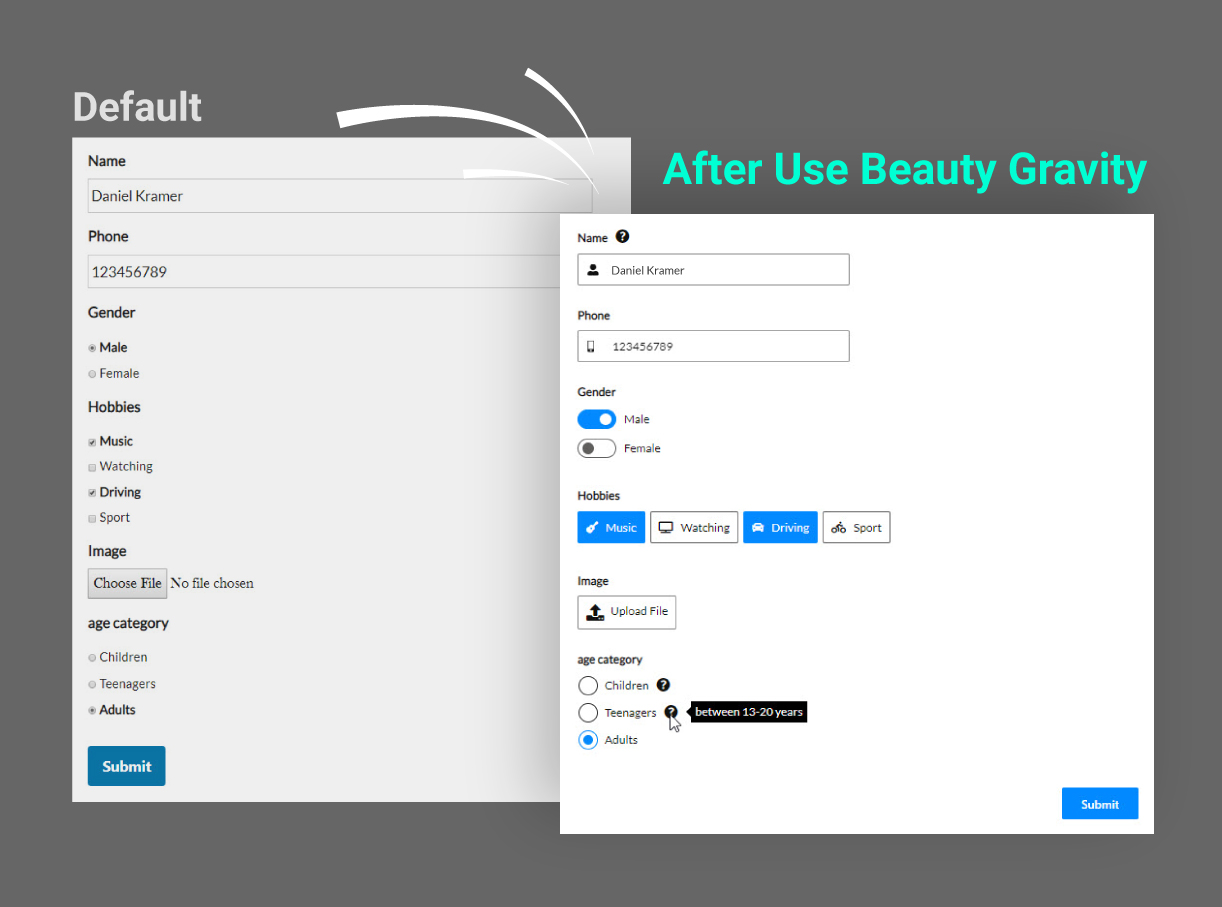 Default
Name
Daniel Kramer
Phone
123456789
Gender
Male
Female
Hobbies
Music
Watching
Driving
Sport
Image
Choose File No file chosen
age category
Children
Teenagers
Adults
Submit
After Use Beauty Gravity
Name ?
Daniel Kramer
Phone
123456789
Gender
Male
Female
Hobbies
Music Watching Driving Sport
Image
Upload File
age category
Children ?
Teenagers ? between 13-20 years
Adults
Submit